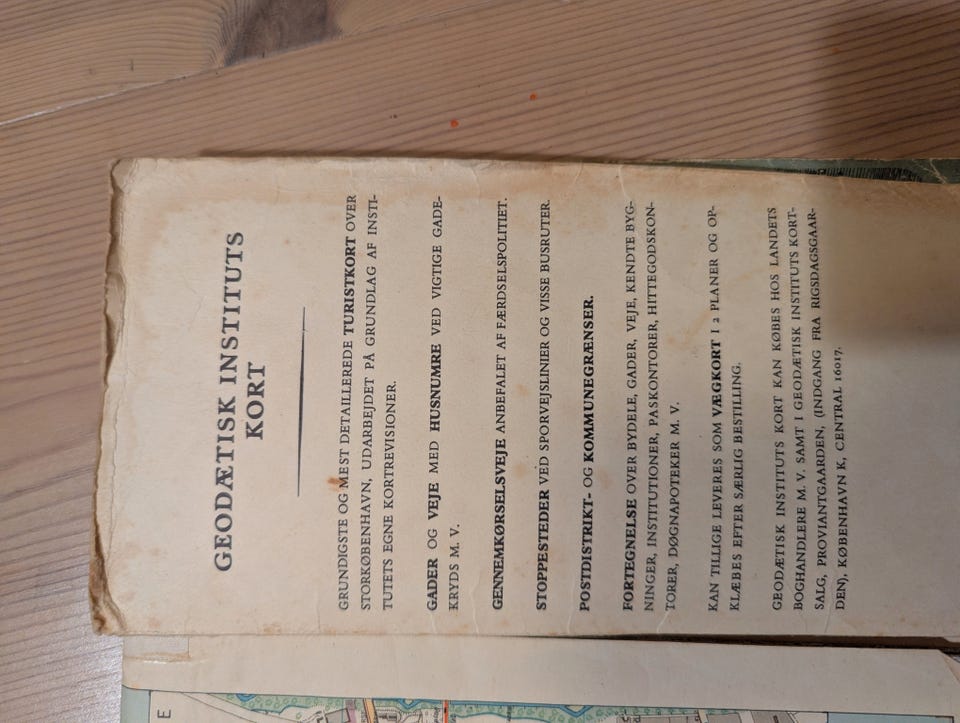 GEODÆTISK INSTITUTS
KORT
GRUNDIGSTE OG MEST DETAILLEREDE TURISTKORT OVER
STORKØBENHAVN, UDARBEJDET PÅ GRUNDLAG AF INSTI-
TUTETS EGNE KORTREVISIONER.
GADER OG VEJE MED HUSNUMRE VED VIGTIGE GADE-
KRYDS M. V.
GENNEMKØRSELSVEJE ANBEFALET AF FÆRDSELSPOLITIET.
STOPPESTEDER VED SPORVEJSLINIER OG VISSE BUSRUTER.
POSTDISTRIKT- OG KOMMUNEGRÆNSER.
FORTEGNELSE OVER BYDELE, GADER, VEJE, KENDTE BYG-
NINGER, INSTITUTIONER, PASKONTORER, HITTEGODSKON-
TORER, DØGNAPOTEKER M. V.
KAN TILLIGE LEVERES SOM VÆGKORT I 2 PLANER OG OP-
KLÆBES EFTER SÆRLIG BESTILLING.
GEODÆTISK INSTITUTS KORT KAN KØBES HOS LANDETS
BOGHANDLERE M. V. SAMT I GEODÆTISK INSTITUTS KORT-
SALG, PROVIANTGAARDEN, (INDGANG FRA RIGSDAGSGAAR-
DEN), KØBENHAVN K, CENTRAL 16017.
E